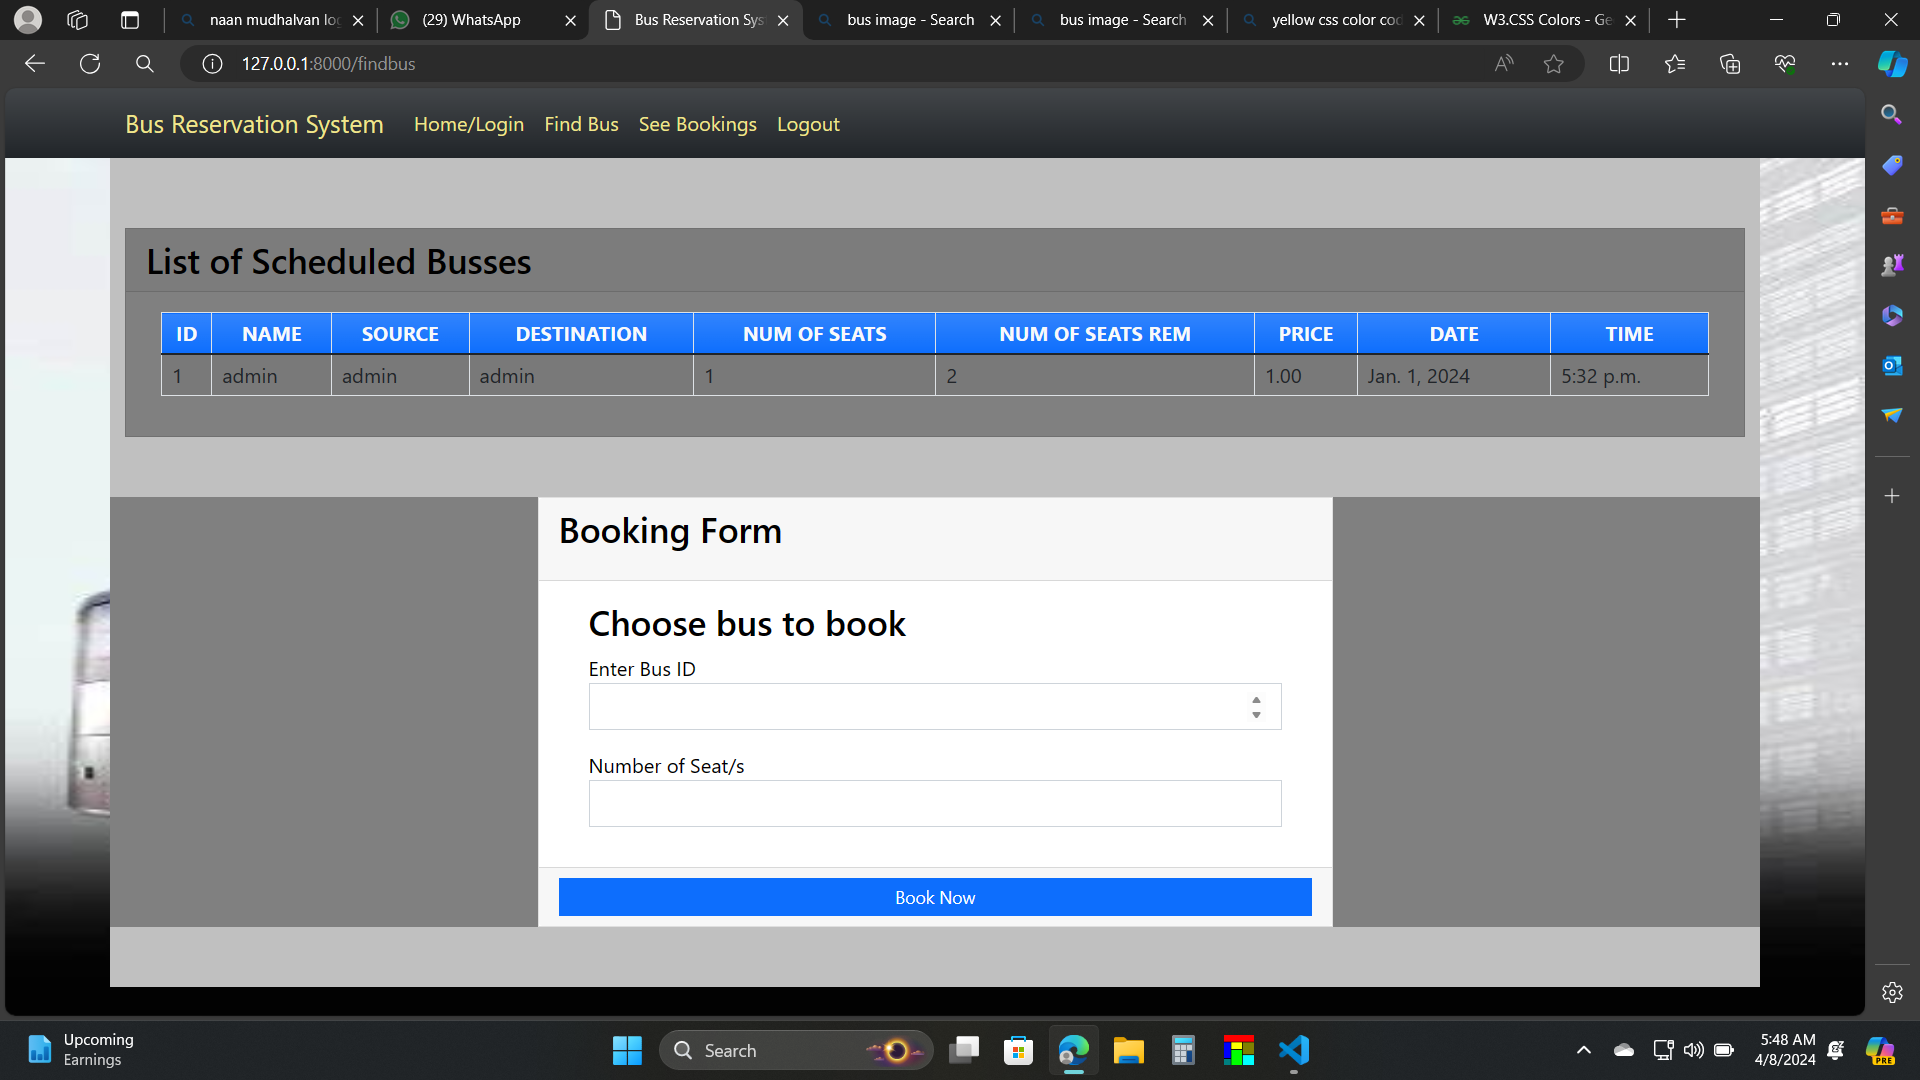 naan mudhalvan lo
(29) WhatsApp
Bus Reservation Sys
bus image - Search
bus image - Search
yellow css color cod
W3.CSS Colors - Ge
127.0.0.1:8000/findbus
Bus Reservation System
Home/Login
Find Bus
See Bookings
Logout
List of Scheduled Busses
ID NAME SOURCE DESTINATION NUM OF SEATS NUM OF SEATS REM PRICE DATE TIME
1 admin admin admin 1 2 1.00 Jan. 1, 2024 5:32 p.m.
Booking Form
Choose bus to book
Enter Bus ID
Number of Seat/s
Book Now
Upcoming
Earnings
Search
5:48 AM
4/8/2024
PRE